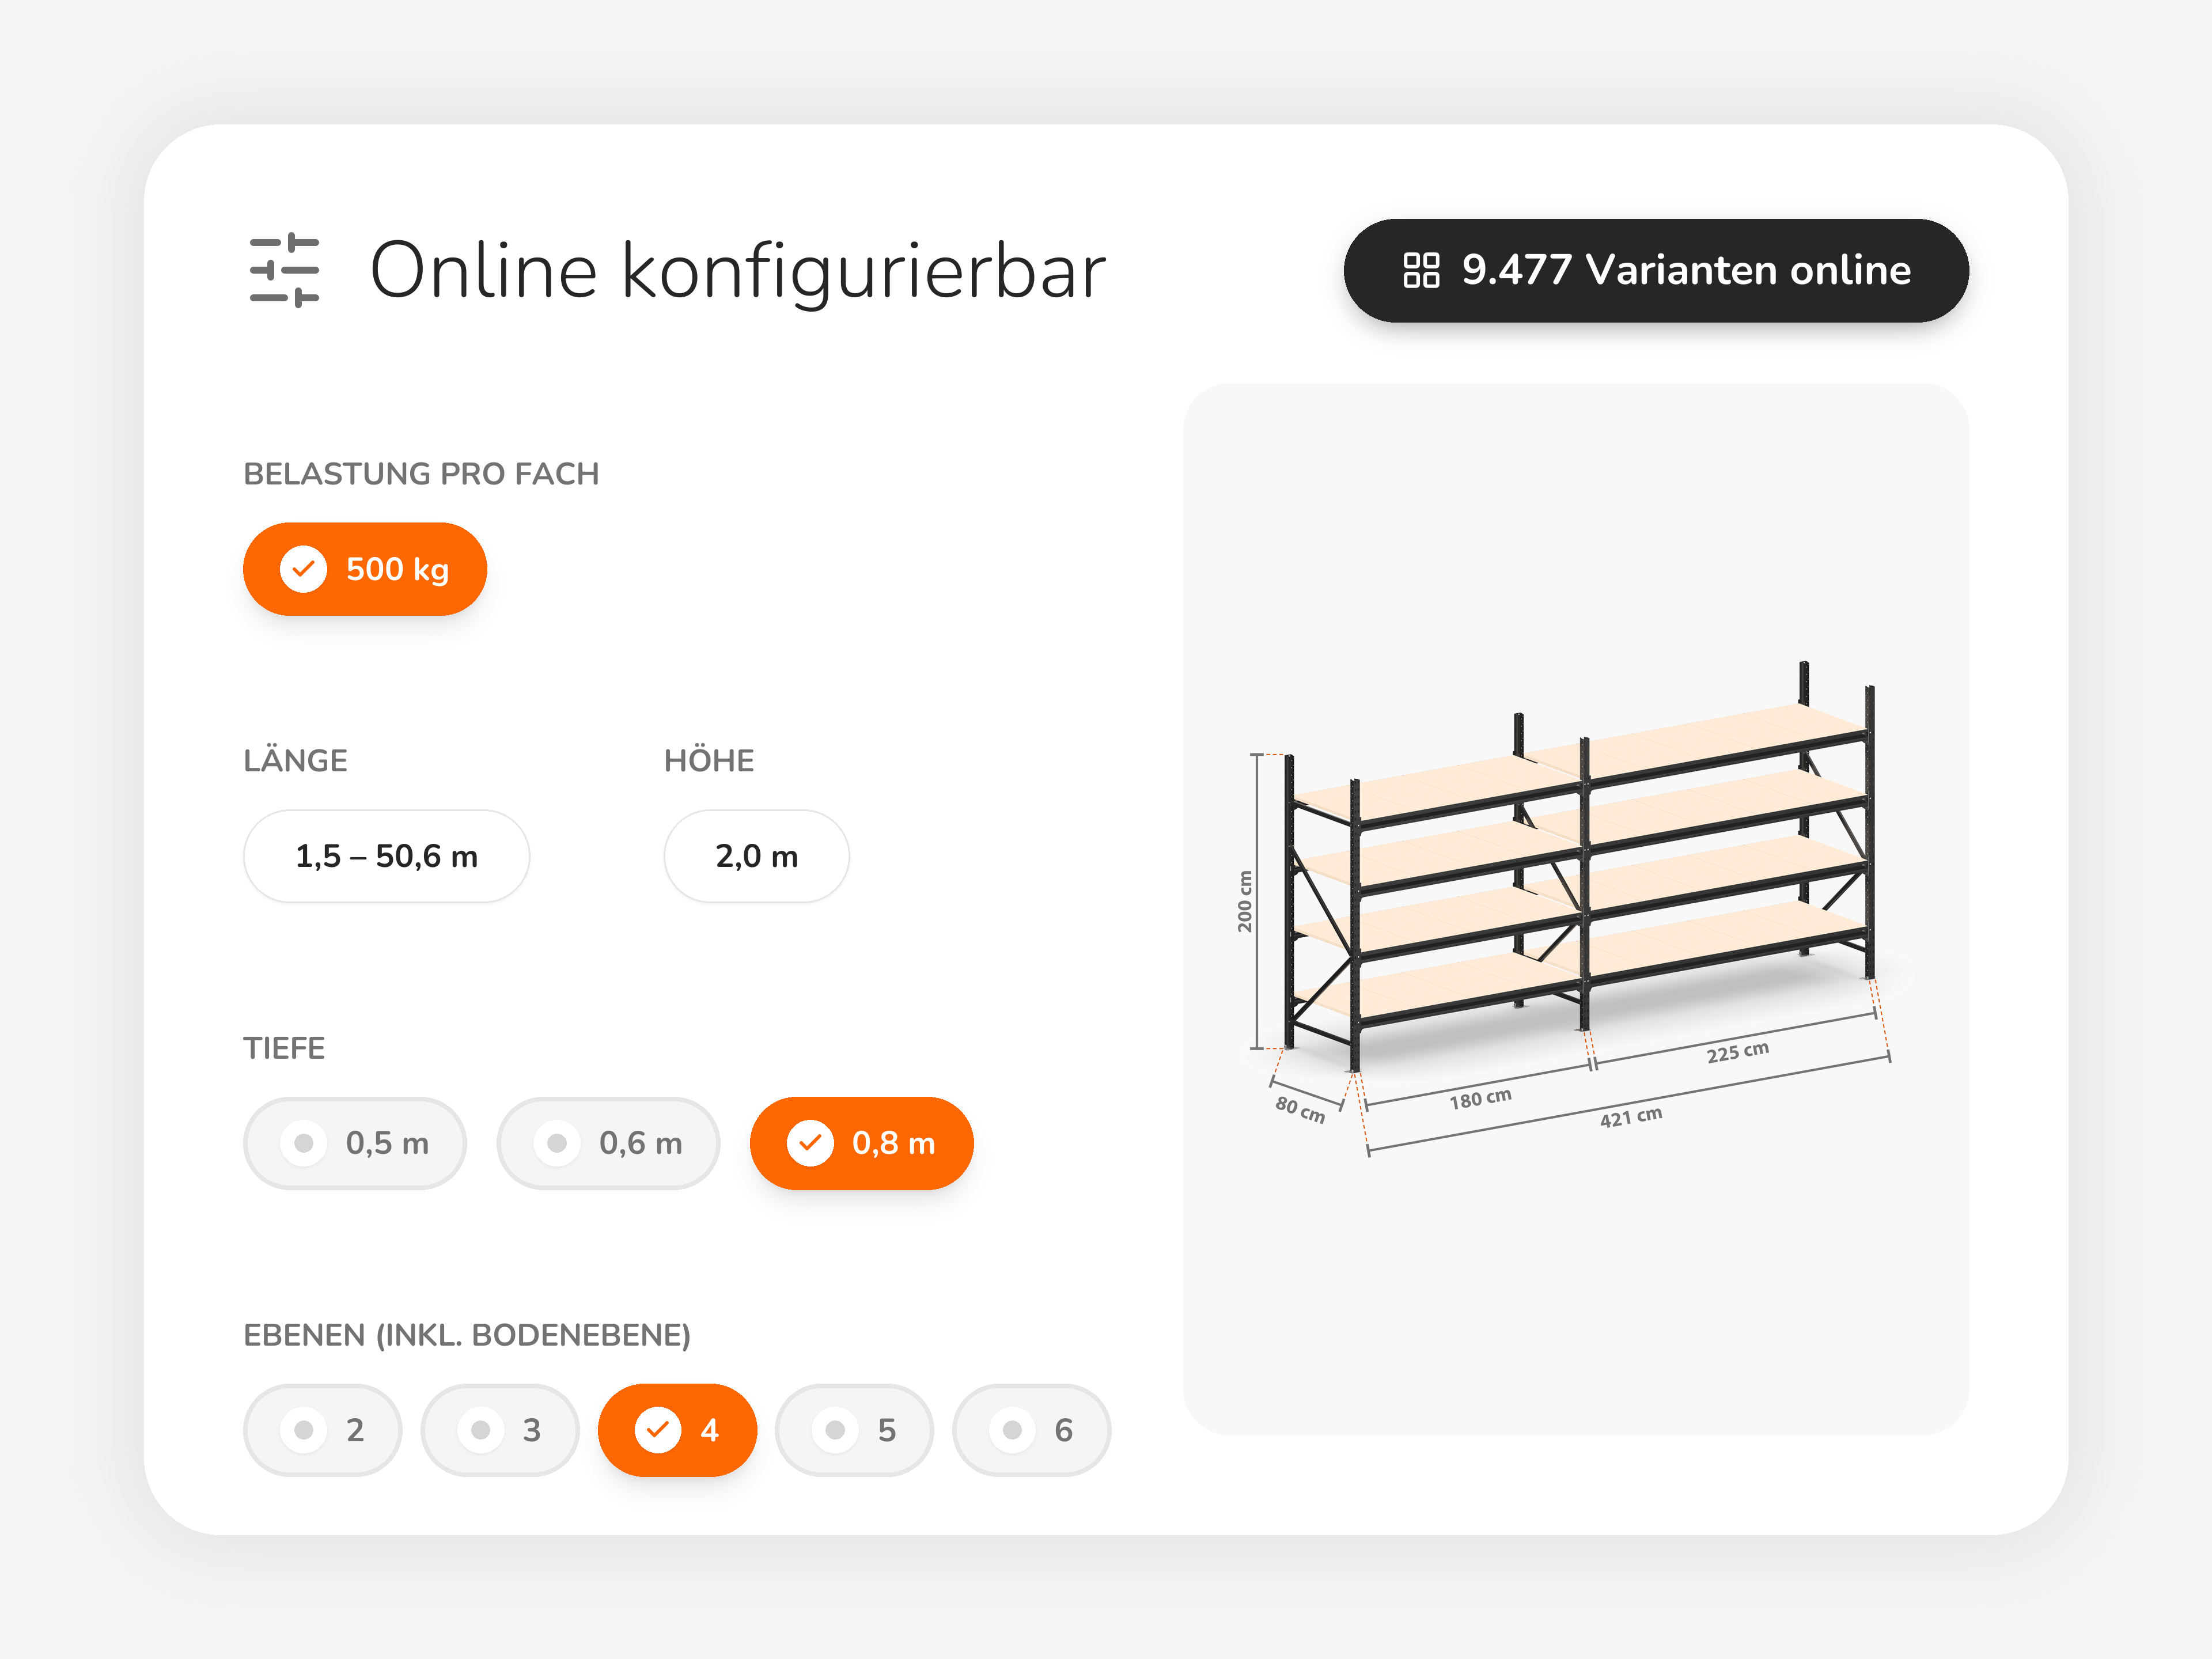 Online konfigurierbar
9.477 Varianten online
BELASTUNG PRO FACH
500 kg
LÄNGE
HÖHE
1,5 – 50,6 m
2,0 m
TIEFE
0,5 m
0,6 m
0,8 m
EBENEN (INKL. BODENEBENE)
2
3
4
5
6
200 cm
80 cm
180 cm
225 cm
421 cm